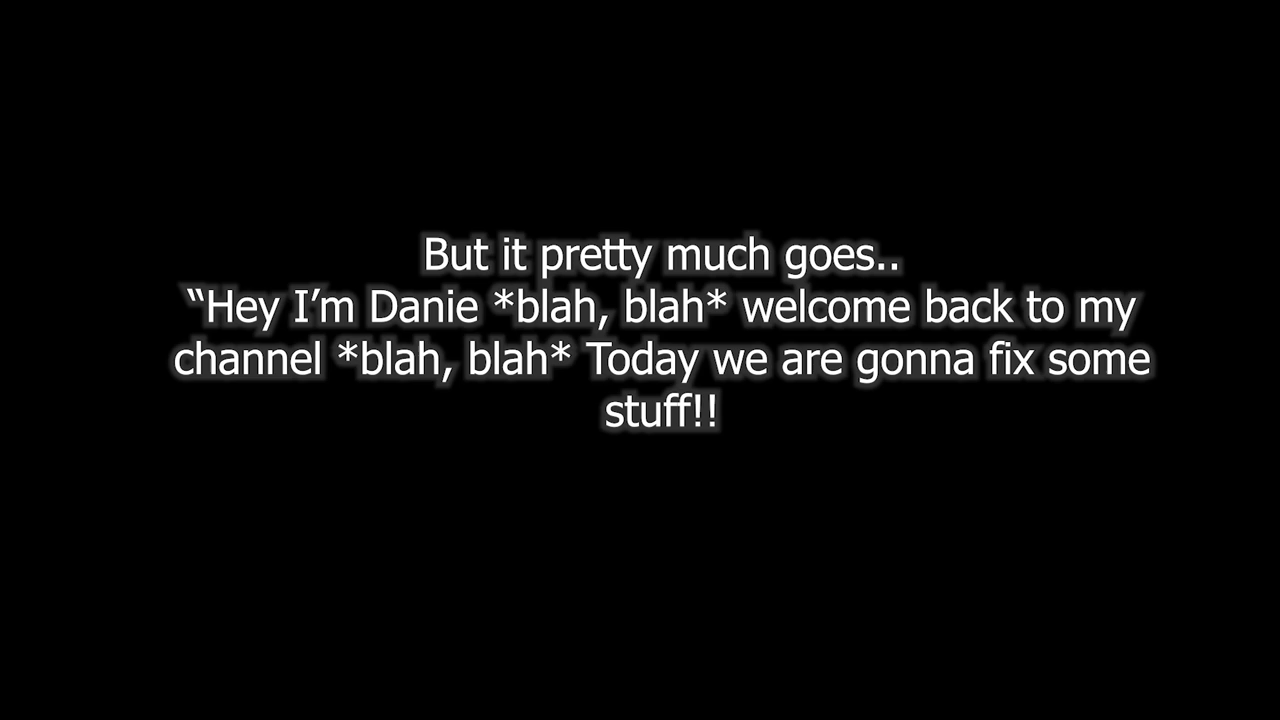 But it pretty much goes..
“Hey I’m Danie *blah, blah* welcome back to my
channel *blah, blah* Today we are gonna fix some
stuff!!